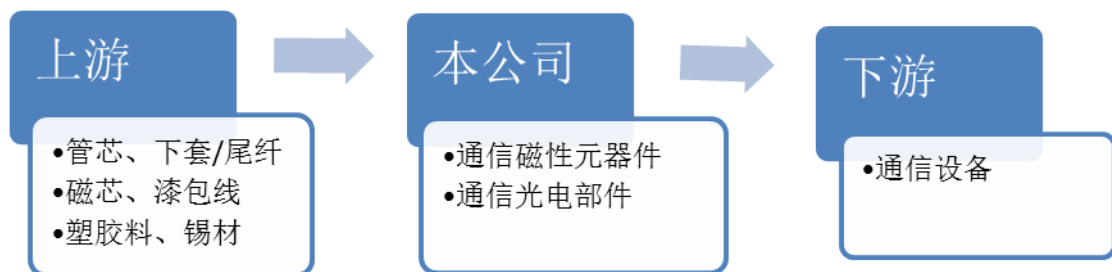 上游
•管芯、下套/尾纤
•磁芯、漆包线
•塑胶料、锡材
本公司
•通信磁性元器件
•通信光电部件
下游
•通信设备